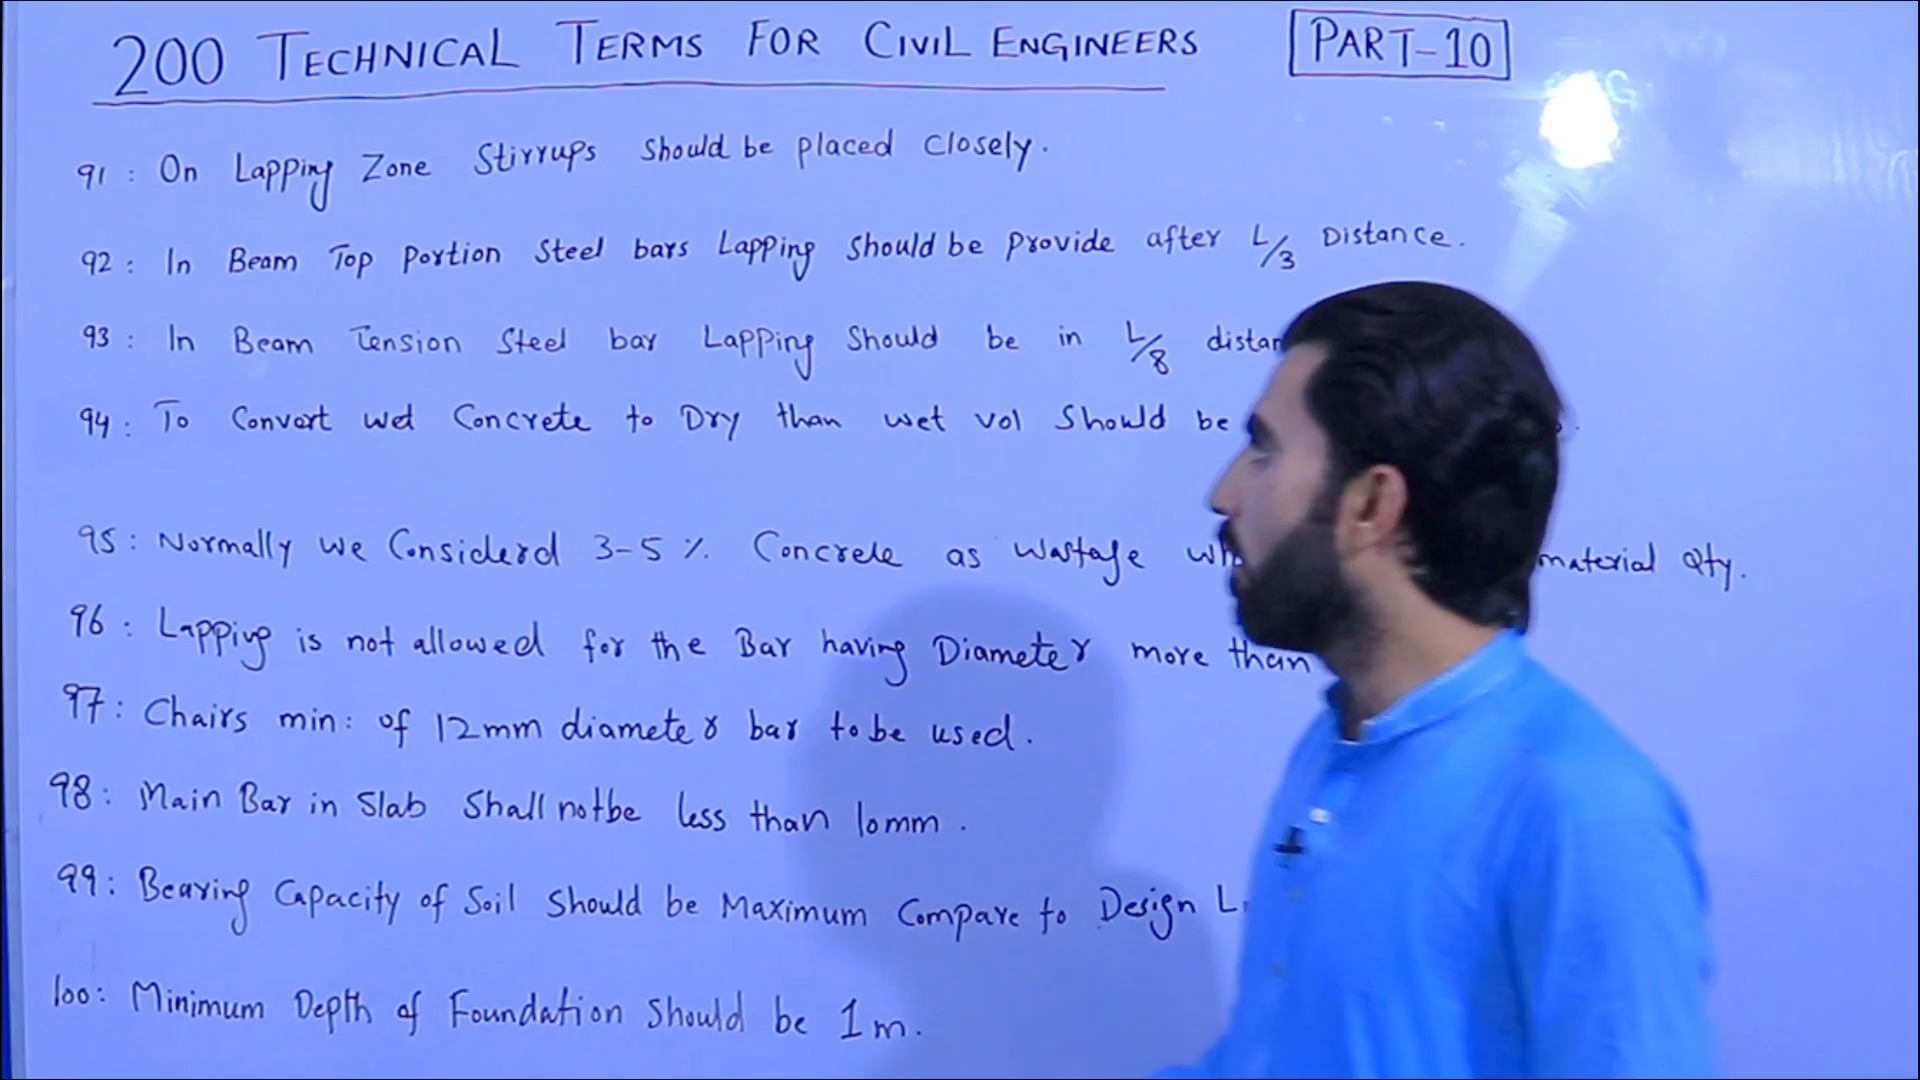 200 TECHNICAL TERMS FOR CIVIL ENGINEERS PART-10
91: On Lapping Zone Stirrups should be placed closely.
92: In Beam Top Portion Steel bars Lapping Should be Provide after L/3 Distance.
93: In Beam Tension Steel bar Lapping Should be in L/8
94: To Convort wet Concrete to Dry than wet vol Should be
95: Normally we Considerd 3-5 % Concrete as wastage material Qty.
96: Lapping is not allowed for the Bar having Diameter more than
97: Chairs min: of 12mm diameter bar to be used.
98: Main Bar in Slab Shall not be less than 10mm.
99: Bearing Capacity of Soil Should be Maximum Compare to Design
100: Minimum Depth of Foundation Should be 1m.